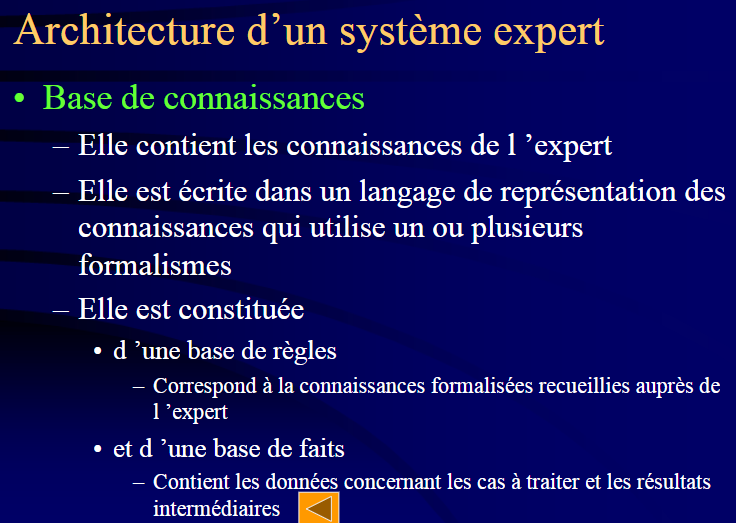 Architecture d’un système expert
• Base de connaissances
– Elle contient les connaissances de l ’expert
– Elle est écrite dans un langage de représentation des
connaissances qui utilise un ou plusieurs
formalismes
– Elle est constituée
• d ’une base de règles
– Correspond à la connaissances formalisées recueillies auprès de
l ’expert
• et d ’une base de faits
– Contient les données concernant les cas à traiter et les résultats
intermédiaires